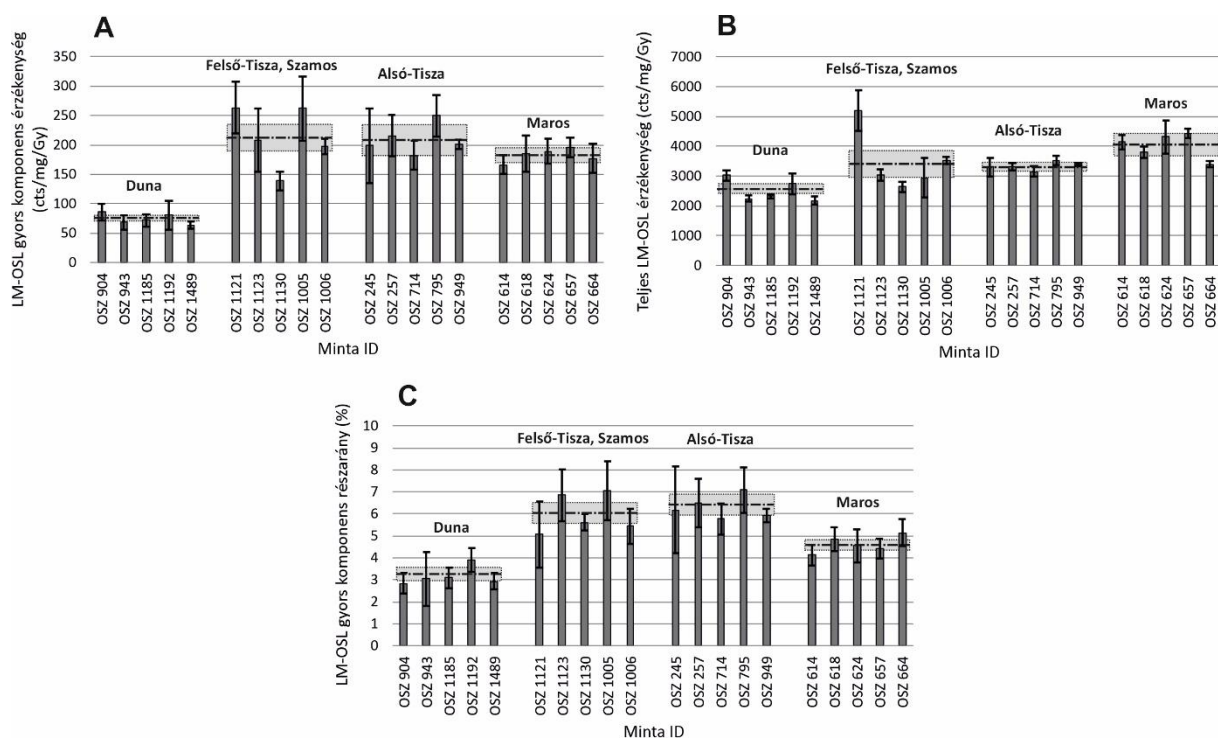 A
LM-OSL gyors komponens érzékenység
(cts/mg/Gy)
350
300
250
200
150
100
50
0
Duna
Felső-Tisza, Szamos
Alsó-Tisza
Maros
OSZ 904
OSZ 943
OSZ 1185
OSZ 1192
OSZ 1489
OSZ 1121
OSZ 1123
OSZ 1130
OSZ 1005
OSZ 1006
OSZ 245
OSZ 257
OSZ 714
OSZ 795
OSZ 949
OSZ 614
OSZ 618
OSZ 624
OSZ 657
OSZ 664
Minta ID
B
Teljes LM-OSL érzékenység (cts/mg/Gy)
7000
6000
5000
4000
3000
2000
1000
0
Duna
Felső-Tisza, Szamos
Alsó-Tisza
Maros
OSZ 904
OSZ 943
OSZ 1185
OSZ 1192
OSZ 1489
OSZ 1121
OSZ 1123
OSZ 1130
OSZ 1005
OSZ 1006
OSZ 245
OSZ 257
OSZ 714
OSZ 795
OSZ 949
OSZ 614
OSZ 618
OSZ 624
OSZ 657
OSZ 664
Minta ID
C
LM-OSL gyors komponens részarány (%)
10
9
8
7
6
5
4
3
2
1
0
Duna
Felső-Tisza, Szamos
Alsó-Tisza
Maros
OSZ 904
OSZ 943
OSZ 1185
OSZ 1192
OSZ 1489
OSZ 1121
OSZ 1123
OSZ 1130
OSZ 1005
OSZ 1006
OSZ 245
OSZ 257
OSZ 714
OSZ 795
OSZ 949
OSZ 614
OSZ 618
OSZ 624
OSZ 657
OSZ 664
Minta ID